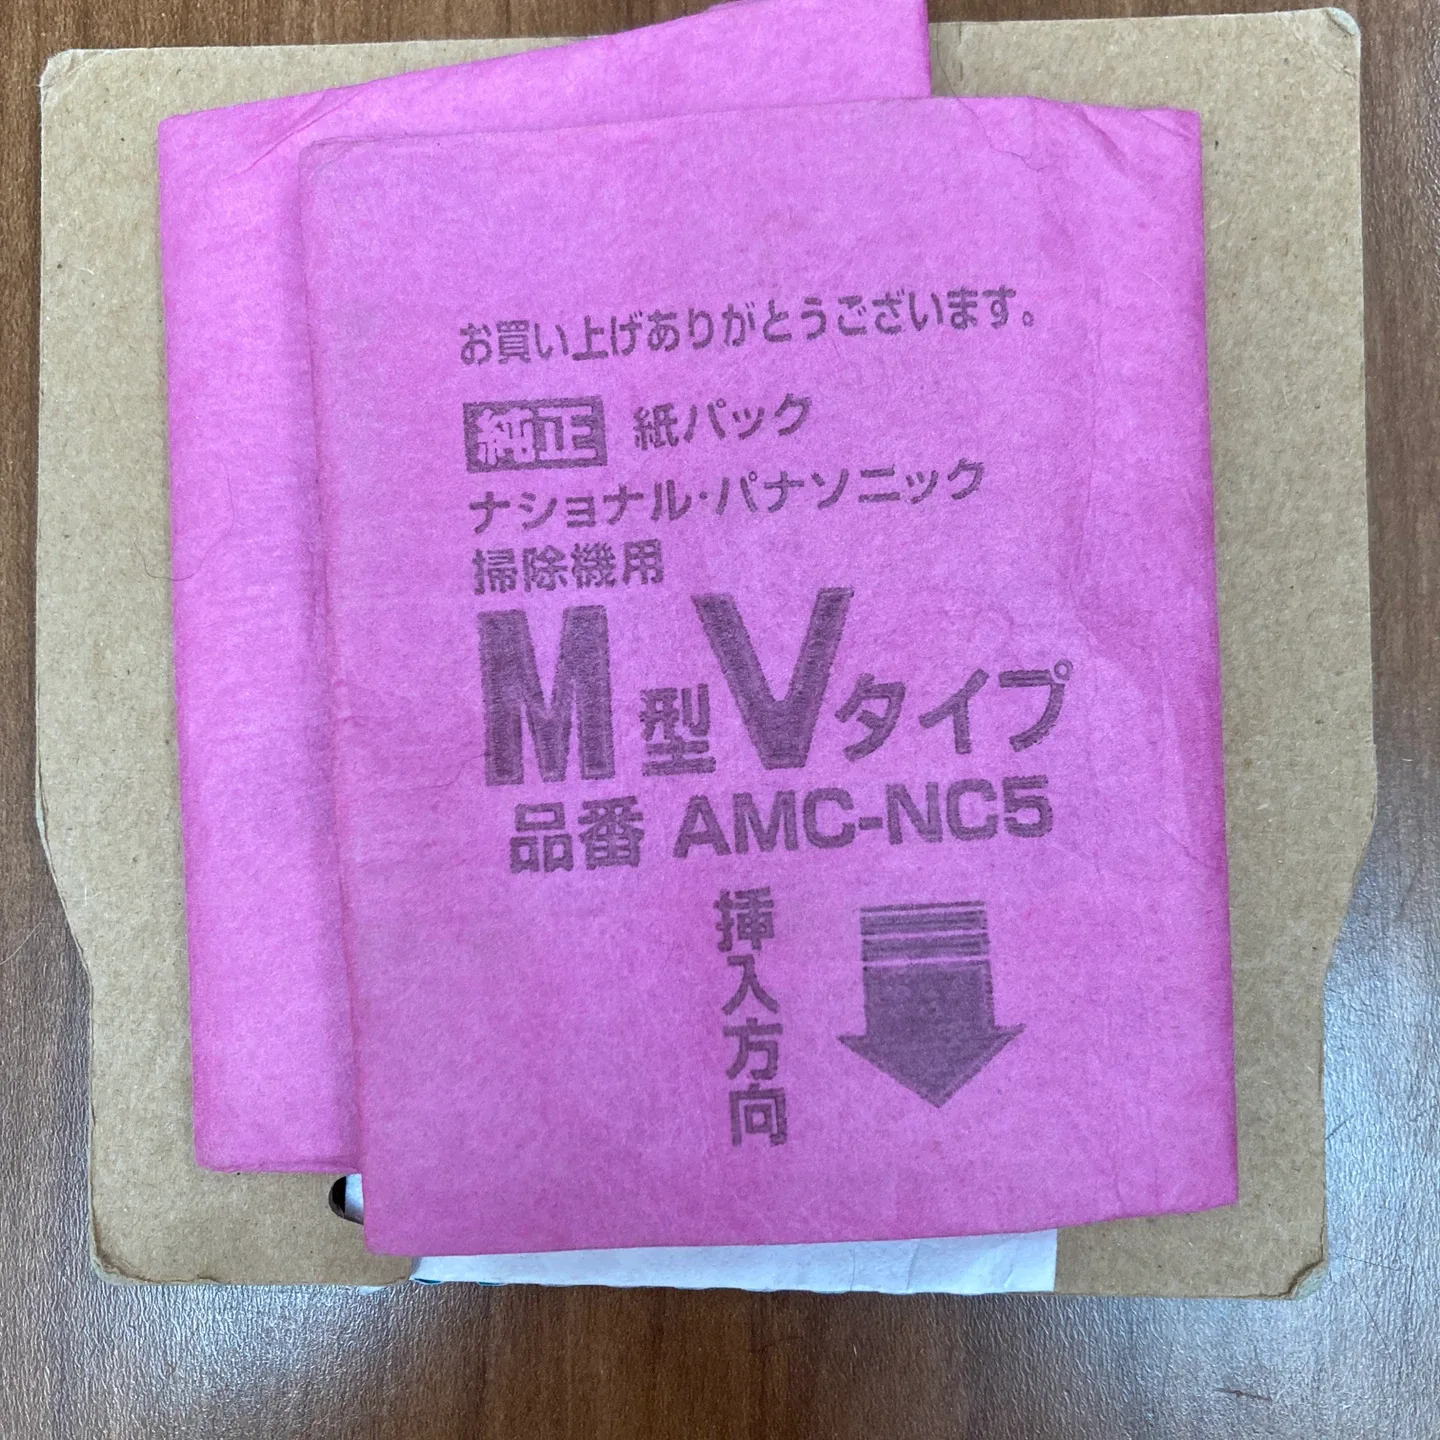 お買い上げありがとうございます。
純正 紙パック
ナショナル・パナソニック
掃除機用
M型Vタイプ
品番 AMC-NC5
挿入方向